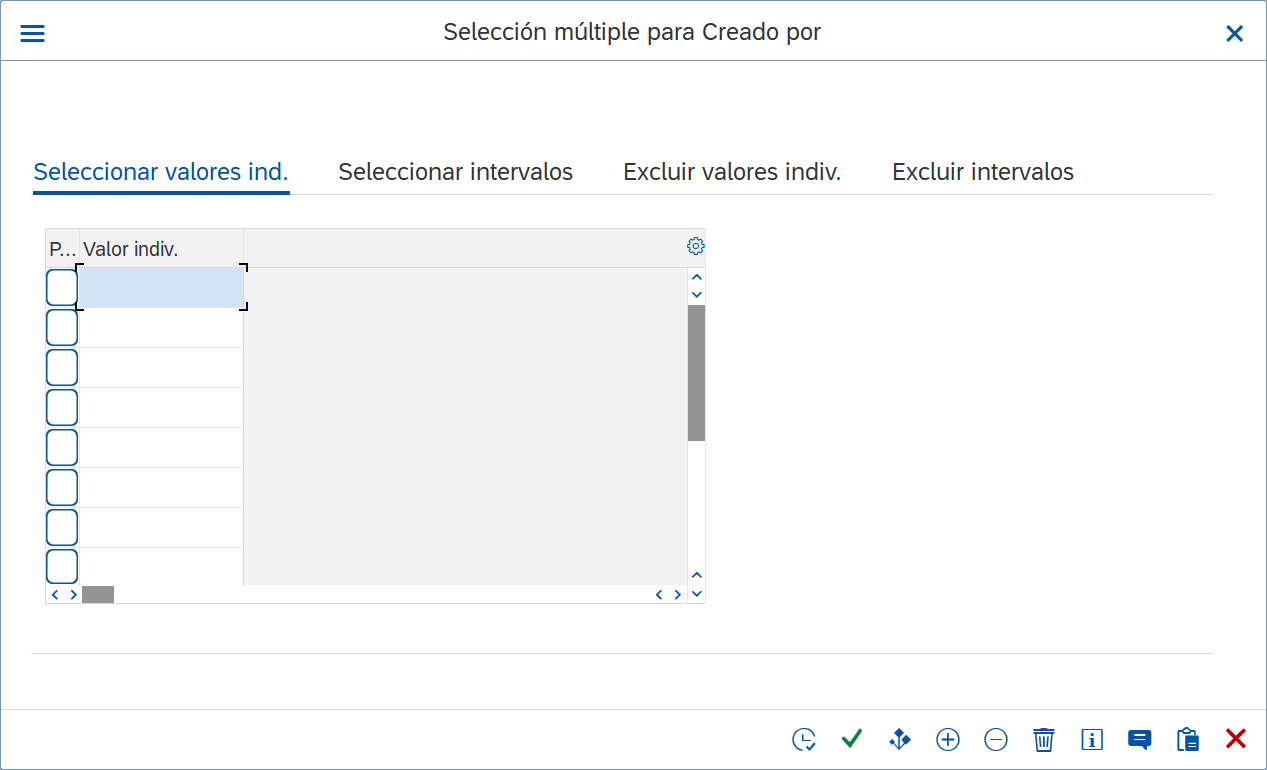 Selección múltiple para Creado por
Seleccionar valores ind. Seleccionar intervalos Excluir valores indiv. Excluir intervalos
P... Valor indiv.